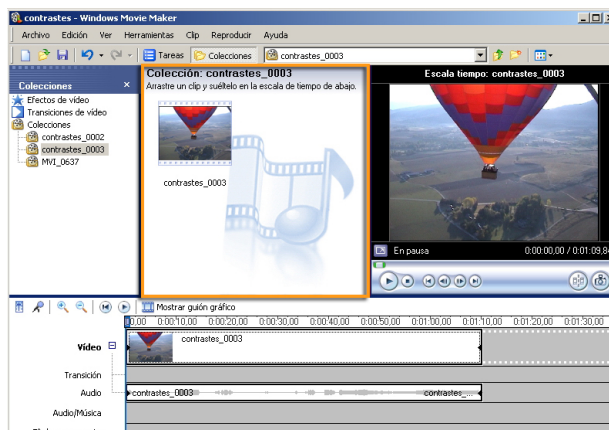 contrastes - Windows Movie Maker
Archivo Edición Ver Herramientas Clip Reproducir Ayuda
Tareas Colecciones contrastes_0003
Colecciones ×
Efectos de vídeo
Transiciones de vídeo
Colecciones
contrastes_0002
contrastes_0003
MVI_0637
Colección: contrastes_0003
Arrastre un clip y suéltelo en la escala de tiempo de abajo.
contrastes_0003
Escala tiempo: contrastes_0003
En pausa 0:00:00,00 / 0:01:09,84
Mostrar guión gráfico
0,00 0:00:10,00 0:00:20,00 0:00:30,00 0:00:40,00 0:00:50,00 0:01:00,00 0:01:10,00 0:01:20,00 0:01:30,00
Vídeo contrastes_0003
Transición
Audio contrastes_0003 contrastes_...
Audio/Música